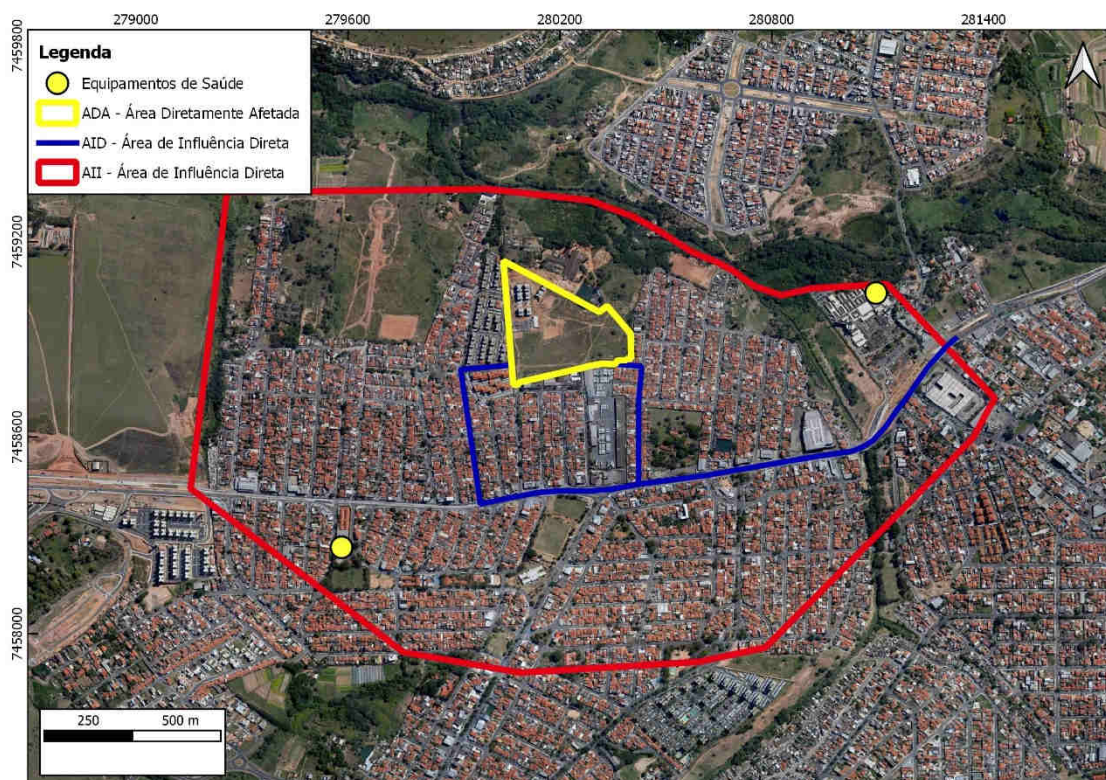 279000 279600 280200 280800 281400
7459800
Legenda
Equipamentos de Saúde
ADA - Área Diretamente Afetada
AID - Área de Influência Direta
AII - Área de Influência Direta
7459200
7458600
7458000
250 500 m